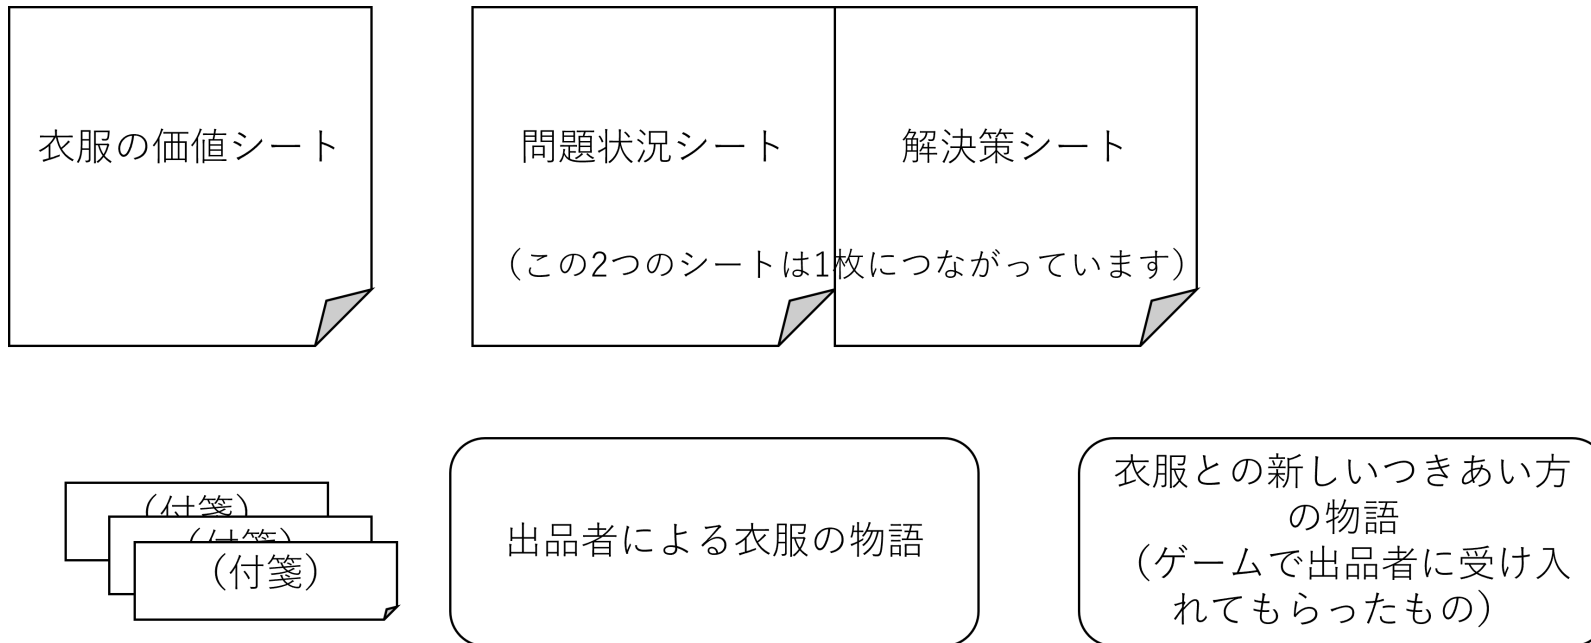 衣服の価値シート
問題状況シート
解決策シート
（この2つのシートは1枚につながっています）
（付箋）
（付箋）
（付箋）
出品者による衣服の物語
衣服との新しいつきあい方
の物語
（ゲームで出品者に受け入
れてもらったもの）